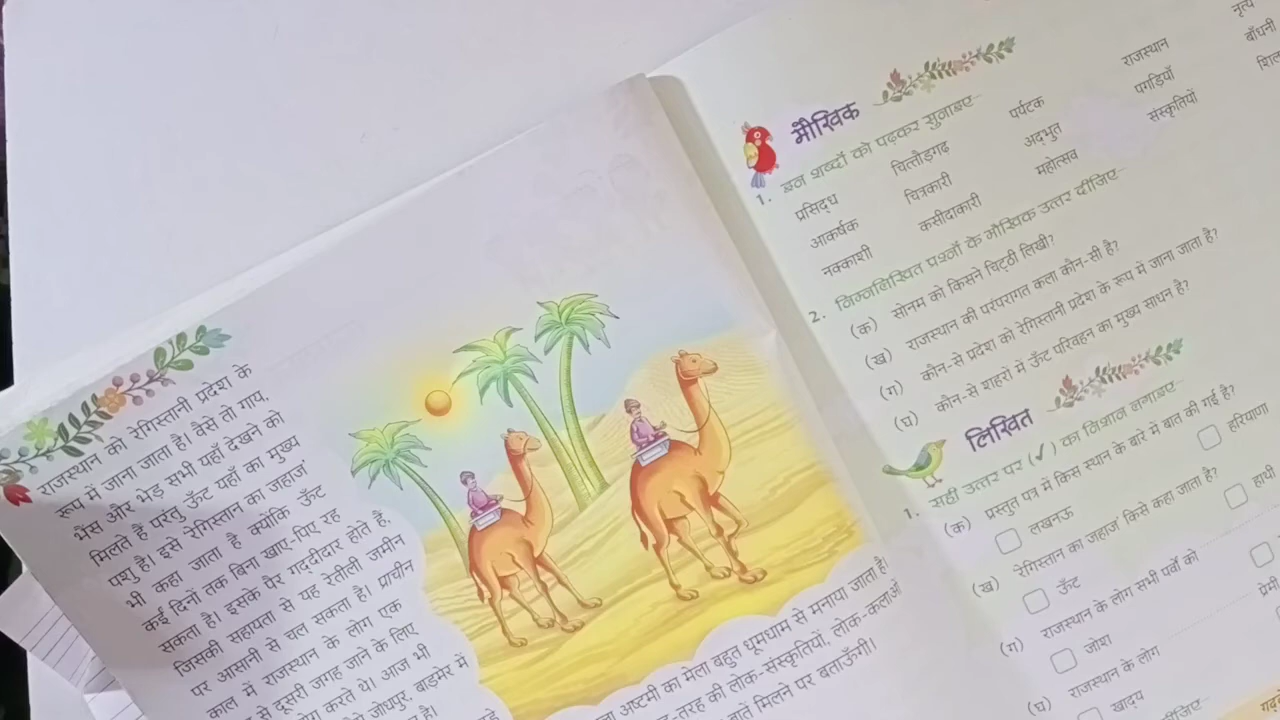 राजस्थान को रेगिस्तानी प्रदेश के
रूप में जाना जाता है। वैसे तो गाय,
भैंस और भेड़ सभी यहाँ देखने को
मिलते हैं परंतु ऊँट यहाँ का मुख्य
पशु है। इसे 'रेगिस्तान का जहाज़'
भी कहा जाता है क्योंकि ऊँट
कई दिनों तक बिना खाए-पिए रह
सकता है। इसके पैर गद्दीदार होते हैं,
जिसकी सहायता से यह रेतीली जमीन
पर आसानी से चल सकता है। प्राचीन
काल में राजस्थान के लोग एक
से दूसरी जगह जाने के लिए
करते थे। आज भी
जोधपुर, बाड़मेर में
है।
अष्टमी का मेला बहुत धूमधाम से मनाया जाता है।
-तरह की लोक-संस्कृतियों, लोक-कलाओं
बातें मिलने पर बताऊँगी।
मौखिक
1. इन शब्दों को पढ़कर सुनाइए–
प्रसिद्ध चित्तौड़गढ़ पर्यटक राजस्थान नृत्य
आकर्षक चित्रकारी अद्भुत पगड़ियाँ बाँधनी
नक्काशी कसीदाकारी महोत्सव संस्कृतियों
2. निम्नलिखित प्रश्नों के मौखिक उत्तर दीजिए–
(क) सोनम को किसने चिट्ठी लिखी?
(ख) राजस्थान की परंपरागत कला कौन-सी है?
(ग) कौन-से प्रदेश को रेगिस्तानी प्रदेश के रूप में जाना जाता है?
(घ) कौन-से शहरों में ऊँट परिवहन का मुख्य साधन है?
लिखित
1. सही उत्तर पर (✓) का निशान लगाइए–
(क) प्रस्तुत पत्र में किस स्थान के बारे में बात की गई है?
लखनऊ हरियाणा
(ख) 'रेगिस्तान का जहाज़' किसे कहा जाता है?
ऊँट हाथी
(ग) राजस्थान के लोग सभी पर्वों को
जोश
(घ) राजस्थान के लोग
खाद्य
दीजिए–